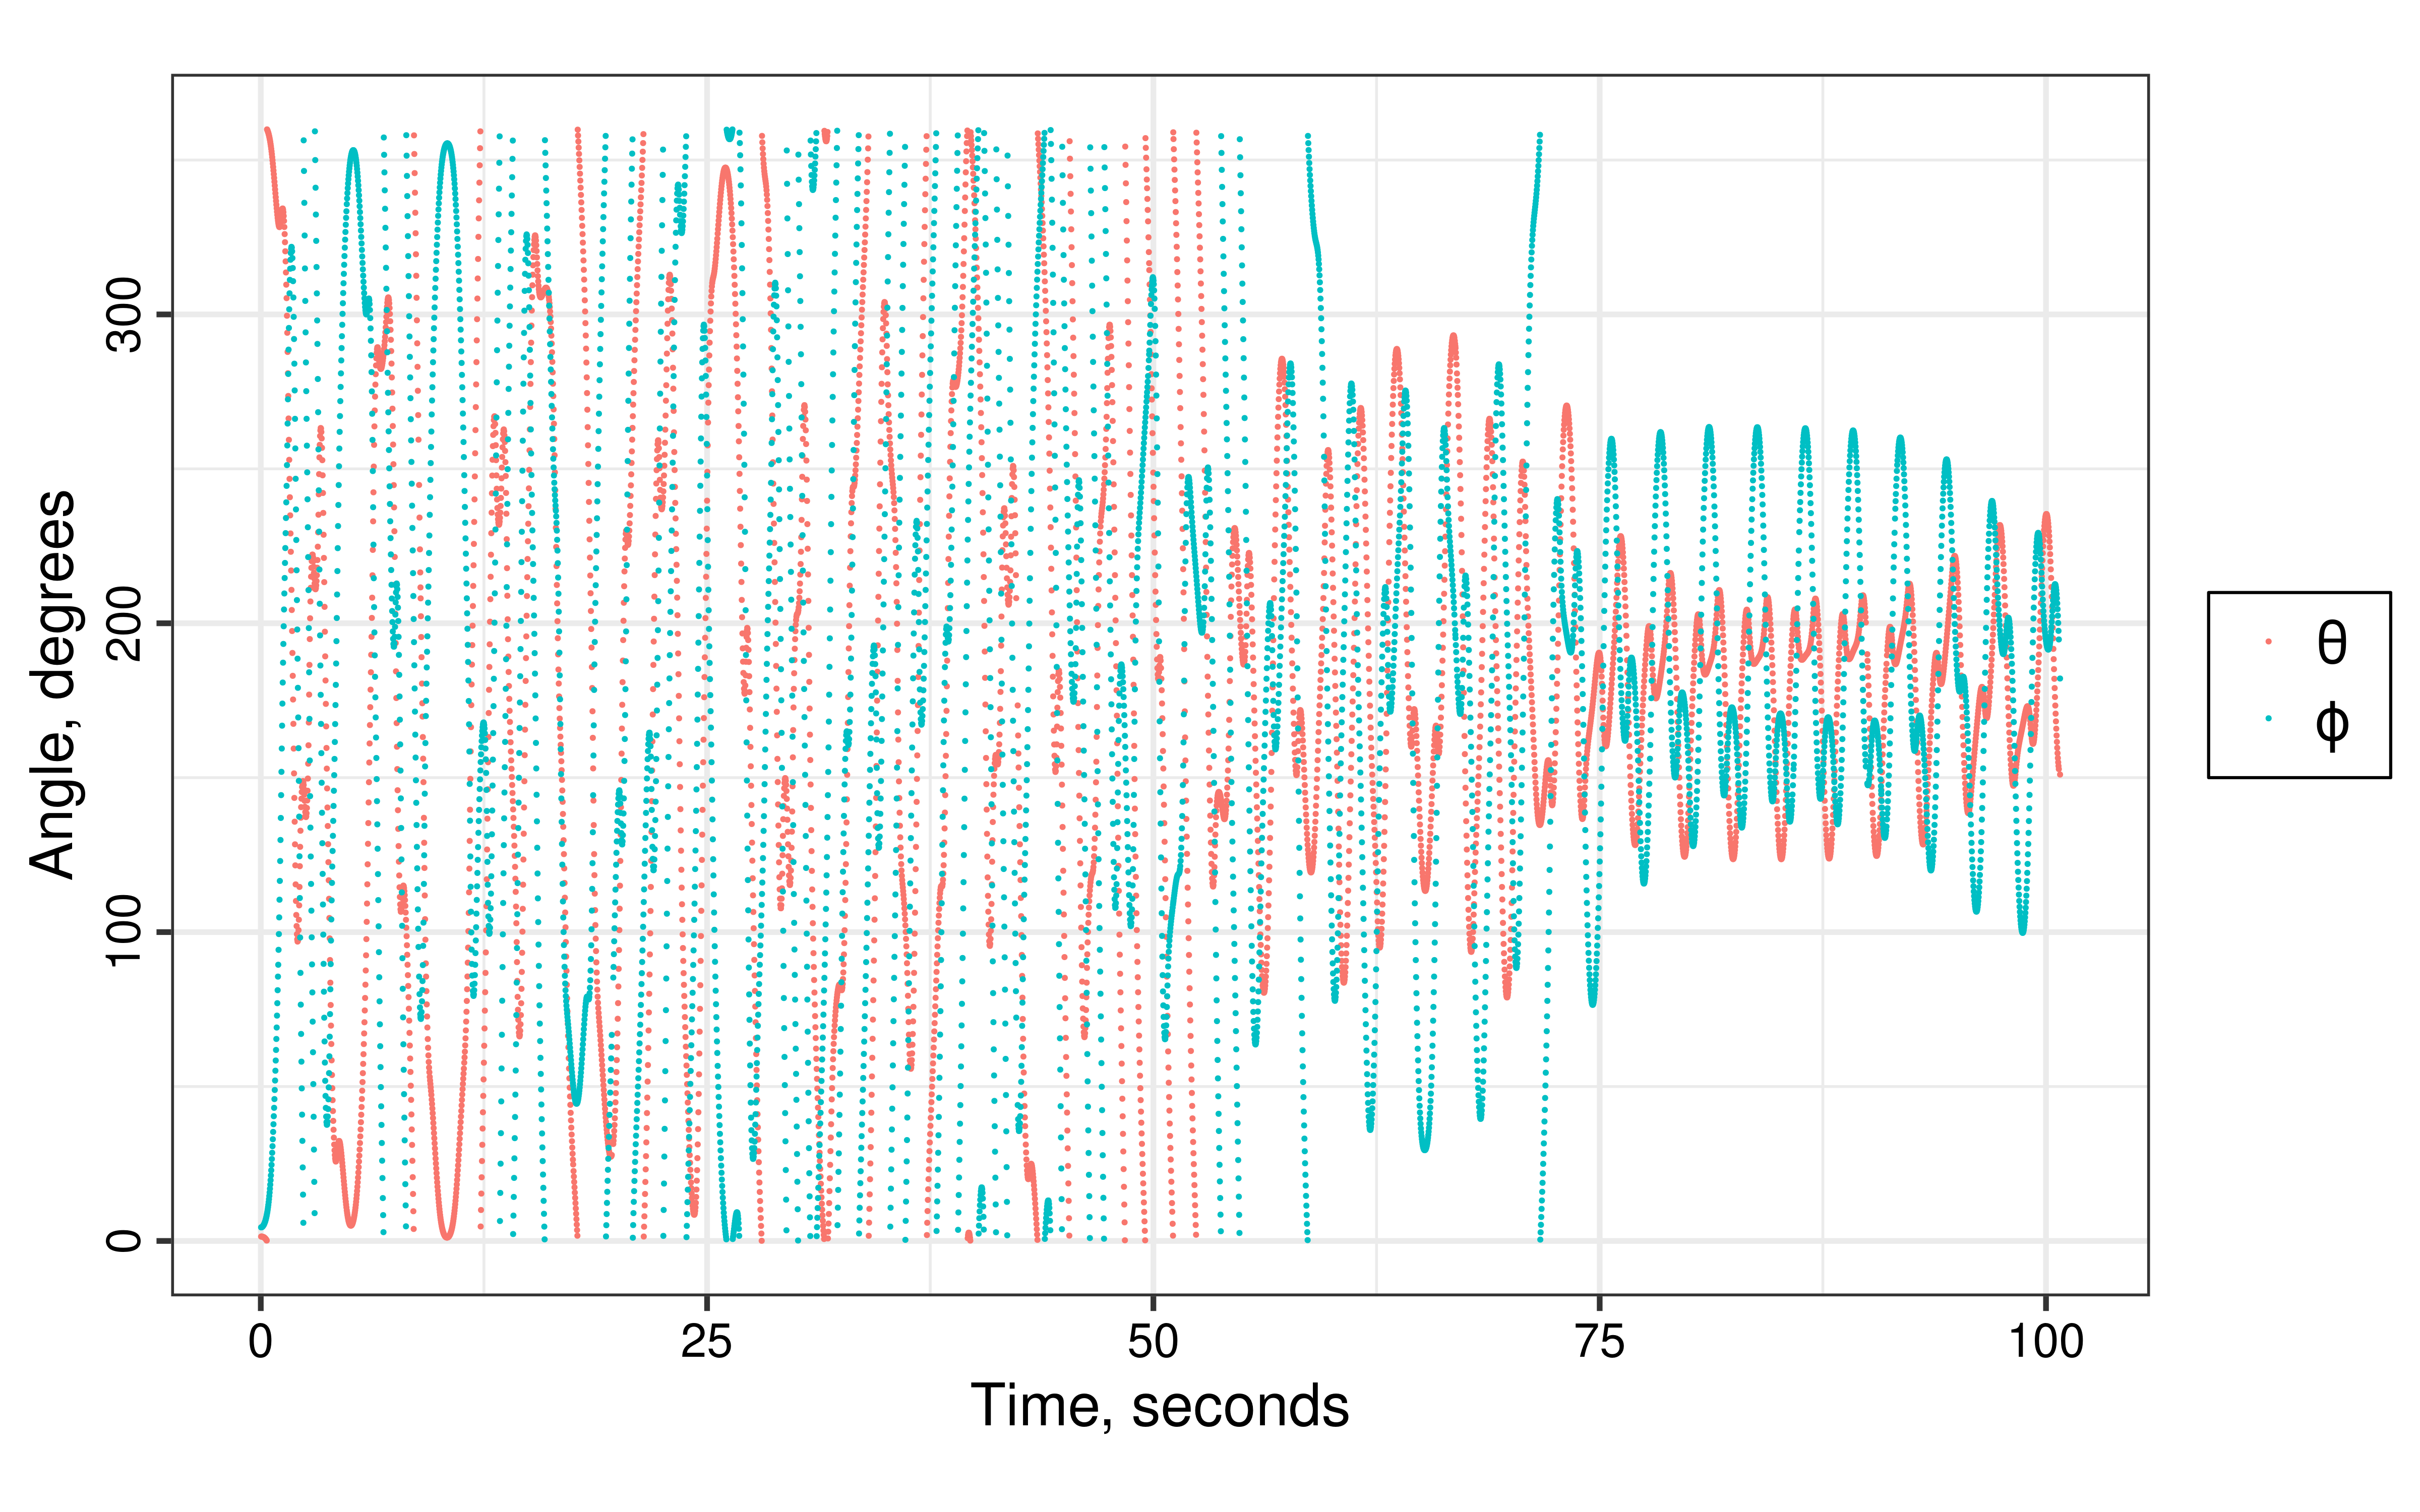 Angle, degrees
300
200
100
0
0 25 50 75 100
Time, seconds
θ
ϕ